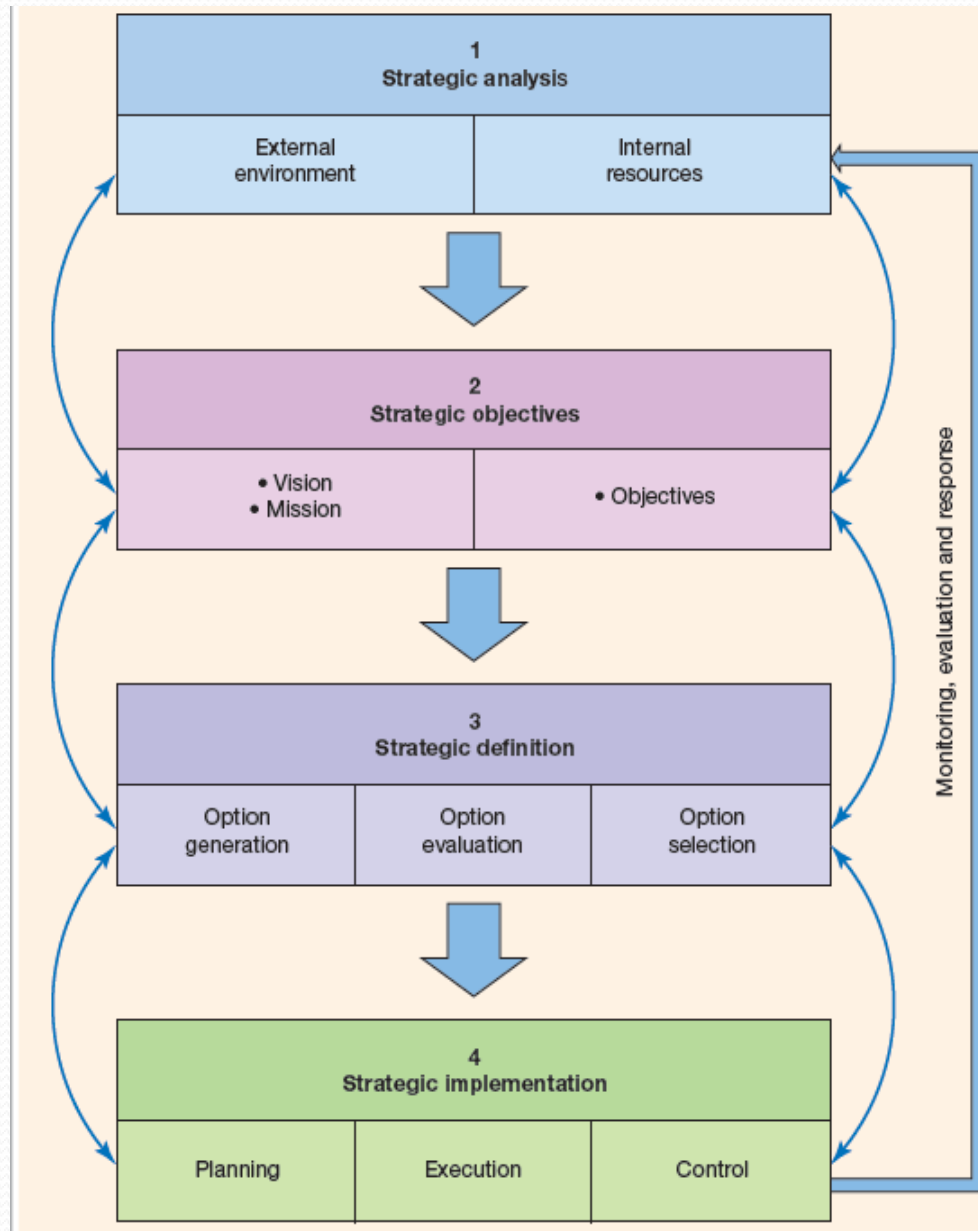 1
Strategic analysis
External
environment
Internal
resources
2
Strategic objectives
• Vision
• Mission
• Objectives
3
Strategic definition
Option
generation
Option
evaluation
Option
selection
4
Strategic implementation
Planning
Execution
Control
Monitoring, evaluation and response